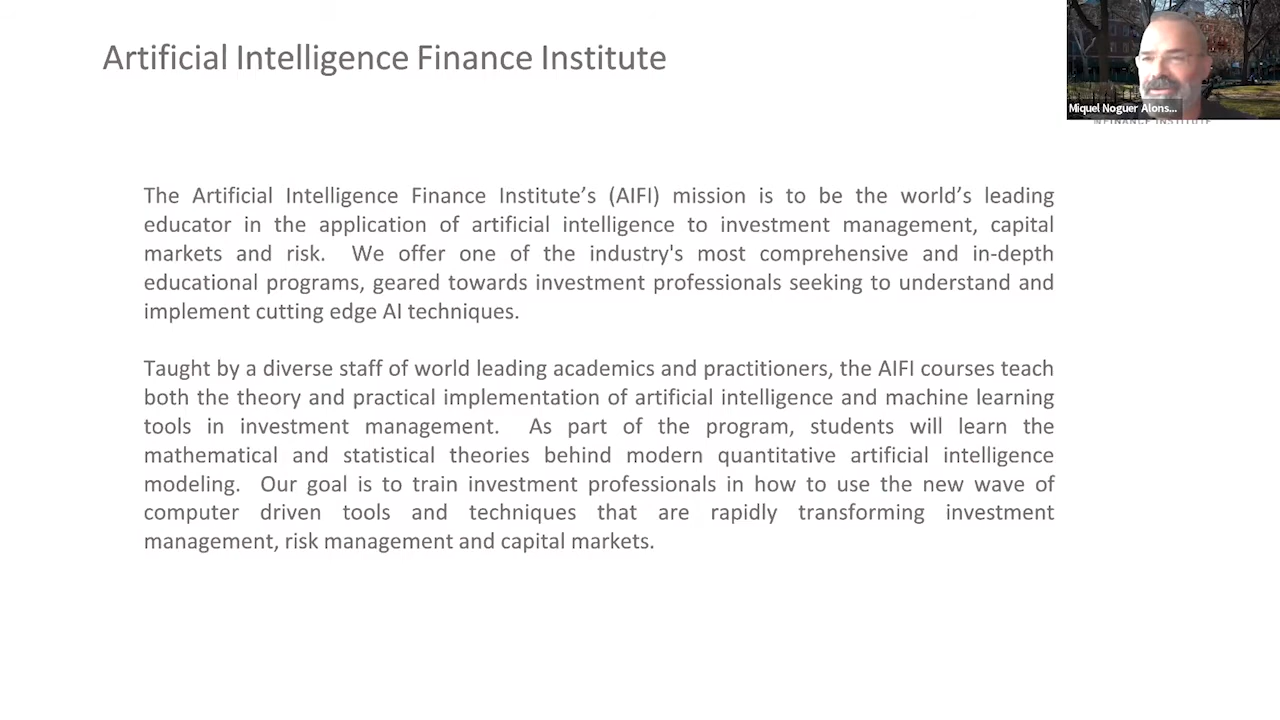 Artificial Intelligence Finance Institute
Miquel Noguer Alons...
FINANCE INSTITUTE
The Artificial Intelligence Finance Institute’s (AIFI) mission is to be the world’s leading
educator in the application of artificial intelligence to investment management, capital
markets and risk. We offer one of the industry's most comprehensive and in-depth
educational programs, geared towards investment professionals seeking to understand and
implement cutting edge AI techniques.
Taught by a diverse staff of world leading academics and practitioners, the AIFI courses teach
both the theory and practical implementation of artificial intelligence and machine learning
tools in investment management. As part of the program, students will learn the
mathematical and statistical theories behind modern quantitative artificial intelligence
modeling. Our goal is to train investment professionals in how to use the new wave of
computer driven tools and techniques that are rapidly transforming investment
management, risk management and capital markets.